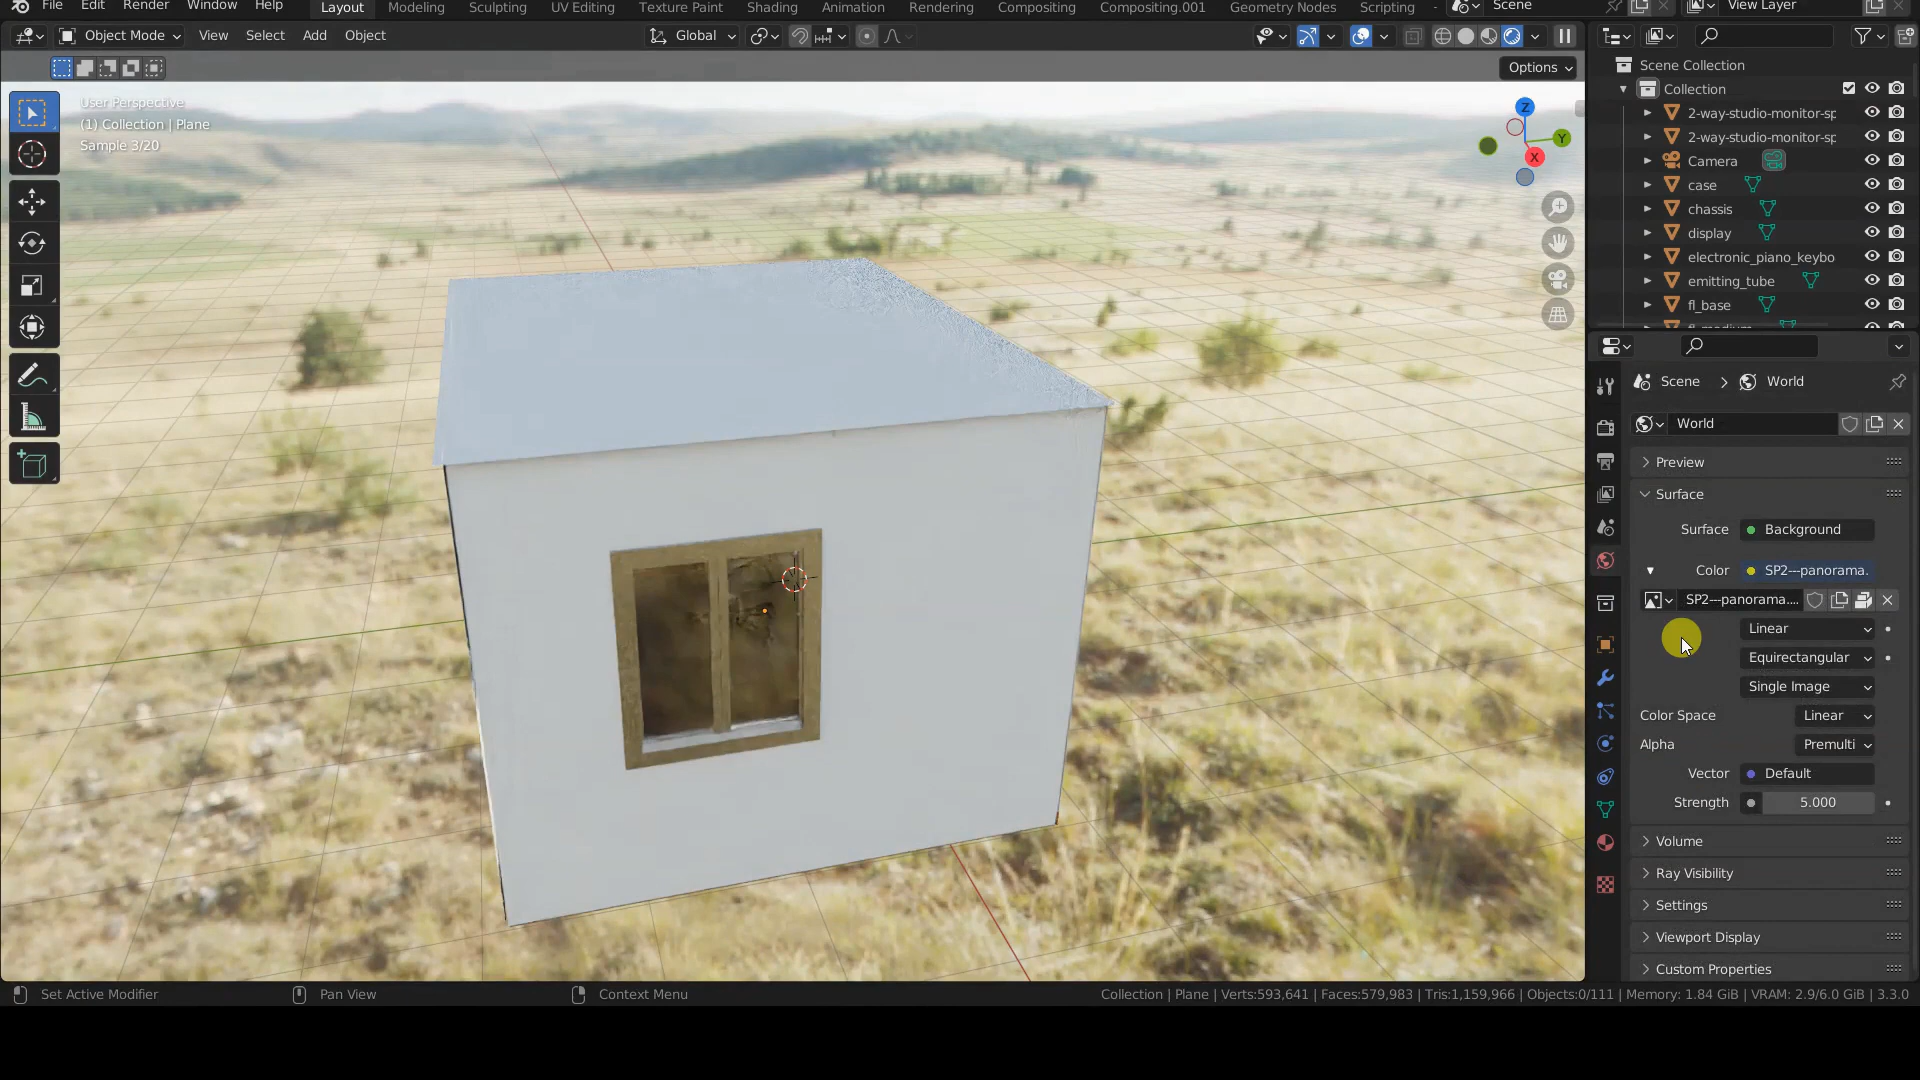 File Edit Render Window Help Layout Modeling Sculpting UV Editing Texture Paint Shading Animation Rendering Compositing Compositing.001 Geometry Nodes Scripting Scene View Layer
Object Mode View Select Add Object Global
Options
User Perspective
(1) Collection | Plane
Sample 3/20
Z
Y
X
Scene Collection
Collection
2-way-studio-monitor-sp
2-way-studio-monitor-sp
Camera
case
chassis
display
electronic_piano_keybo
emitting_tube
fl_base
Scene World
World
Preview
Surface
Surface Background
Color SP2---panorama.
SP2---panorama....
Linear
Equirectangular
Single Image
Color Space Linear
Alpha Premulti
Vector Default
Strength 5.000
Volume
Ray Visibility
Settings
Viewport Display
Custom Properties
Set Active Modifier Pan View Context Menu Collection | Plane | Verts:593,641 | Faces:579,983 | Tris:1,159,966 | Objects:0/111 | Memory: 1.84 GiB | VRAM: 2.9/6.0 GiB | 3.3.0